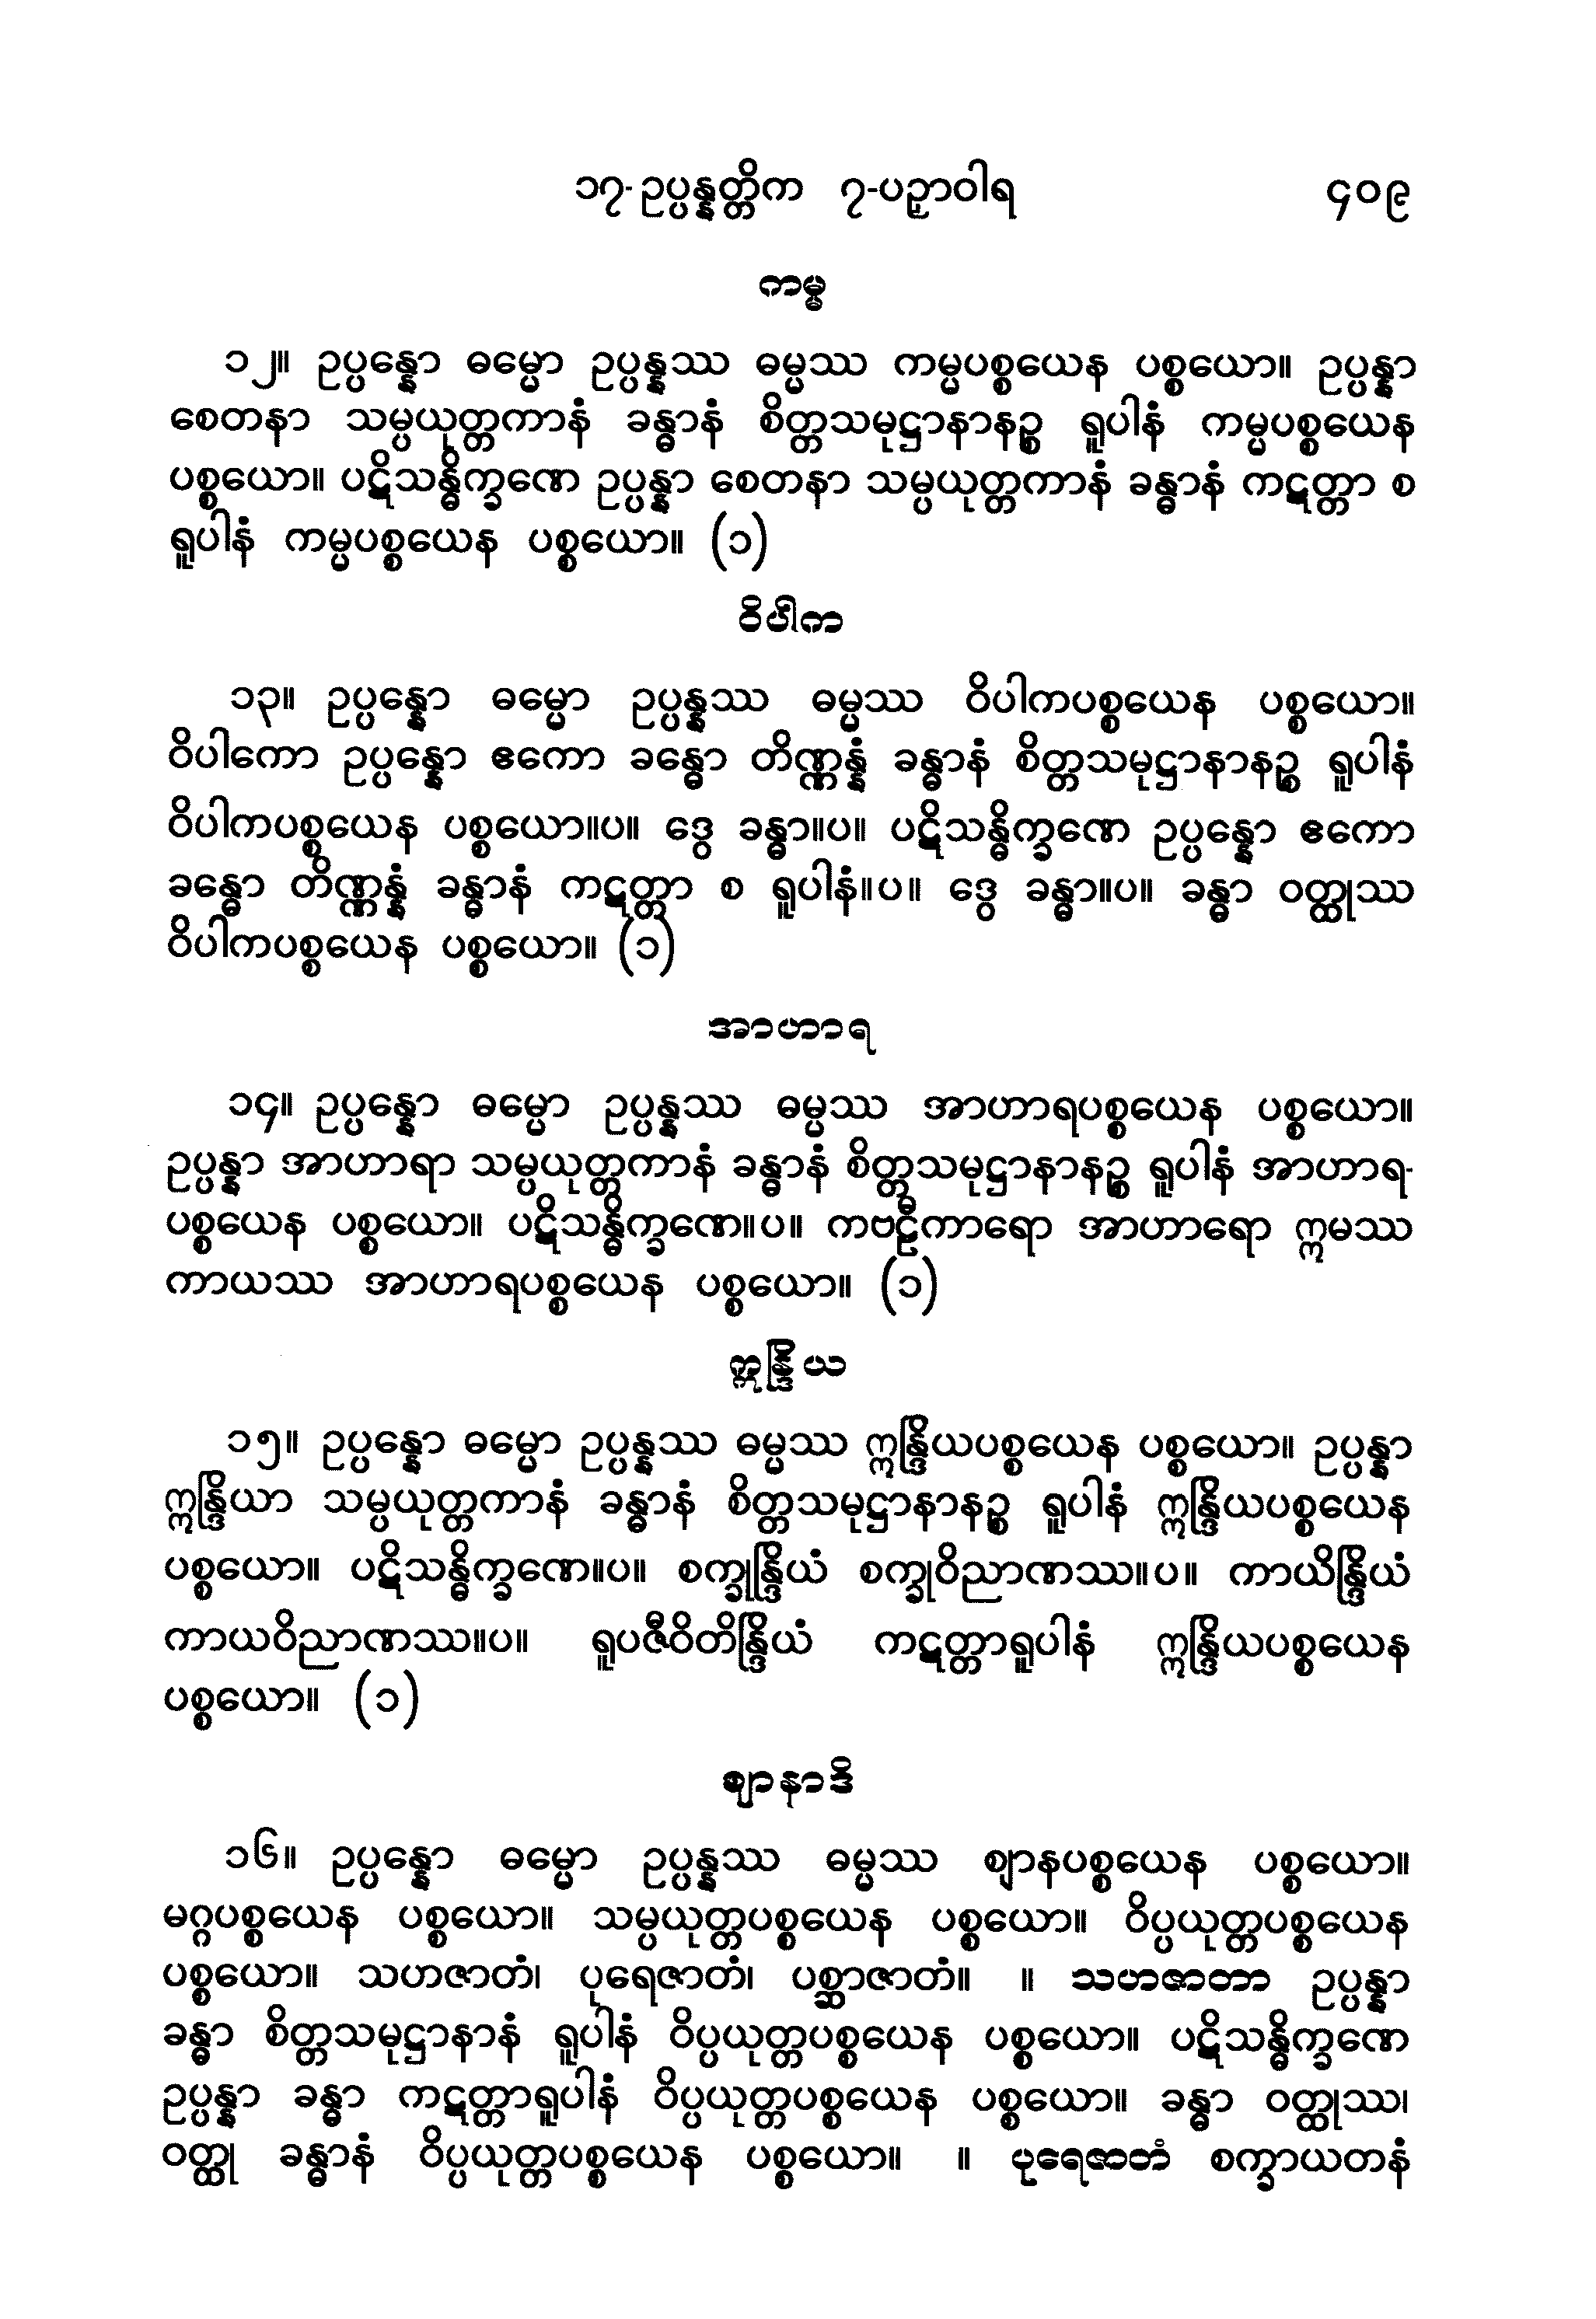 ၁၇-ဥပ္ပန္နတ္တိက ၇-ပဉှာဝါရ ၄၀၉
ကမ္မ
၁၂။ ဥပ္ပန္နော ဓမ္မော ဥပ္ပန္နဿ ဓမ္မဿ ကမ္မပစ္စယေန ပစ္စယော။ ဥပ္ပန္နာ
စေတနာ သမ္ပယုတ္တကာနံ ခန္ဓာနံ စိတ္တသမုဋ္ဌာနာနဉ္စ ရူပါနံ ကမ္မပစ္စယေန
ပစ္စယော။ ပဋိသန္ဓိက္ခဏေ ဥပ္ပန္နာ စေတနာ သမ္ပယုတ္တကာနံ ခန္ဓာနံ ကဋတ္တာ စ
ရူပါနံ ကမ္မပစ္စယေန ပစ္စယော။ (၁)
ဝိပါက
၁၃။ ဥပ္ပန္နော ဓမ္မော ဥပ္ပန္နဿ ဓမ္မဿ ဝိပါကပစ္စယေန ပစ္စယော။
ဝိပါကော ဥပ္ပန္နော ဧကော ခန္ဓော တိဏ္ဏန္နံ ခန္ဓာနံ စိတ္တသမုဋ္ဌာနာနဉ္စ ရူပါနံ
ဝိပါကပစ္စယေန ပစ္စယော။ပ။ ဒွေ ခန္ဓာ။ပ။ ပဋိသန္ဓိက္ခဏေ ဥပ္ပန္နော ဧကော
ခန္ဓော တိဏ္ဏန္နံ ခန္ဓာနံ ကဋတ္တာ စ ရူပါနံ။ပ။ ဒွေ ခန္ဓာ။ပ။ ခန္ဓာ ဝတ္ထုဿ
ဝိပါကပစ္စယေန ပစ္စယော။ (၁)
အာဟာရ
၁၄။ ဥပ္ပန္နော ဓမ္မော ဥပ္ပန္နဿ ဓမ္မဿ အာဟာရပစ္စယေန ပစ္စယော။
ဥပ္ပန္နာ အာဟာရာ သမ္ပယုတ္တကာနံ ခန္ဓာနံ စိတ္တသမုဋ္ဌာနာနဉ္စ ရူပါနံ အာဟာရ-
ပစ္စယေန ပစ္စယော။ ပဋိသန္ဓိက္ခဏေ။ပ။ ကဗဠီကာရော အာဟာရော ဣမဿ
ကာယဿ အာဟာရပစ္စယေန ပစ္စယော။ (၁)
ဣန္ဒြိယ
၁၅။ ဥပ္ပန္နော ဓမ္မော ဥပ္ပန္နဿ ဓမ္မဿ ဣန္ဒြိယပစ္စယေန ပစ္စယော။ ဥပ္ပန္နာ
ဣန္ဒြိယာ သမ္ပယုတ္တကာနံ ခန္ဓာနံ စိတ္တသမုဋ္ဌာနာနဉ္စ ရူပါနံ ဣန္ဒြိယပစ္စယေန
ပစ္စယော။ ပဋိသန္ဓိက္ခဏေ။ပ။ စက္ခုန္ဒြိယံ စက္ခုဝိညာဏဿ။ပ။ ကာယိန္ဒြိယံ
ကာယဝိညာဏဿ။ပ။ ရူပဇီဝိတိန္ဒြိယံ ကဋတ္တာရူပါနံ ဣန္ဒြိယပစ္စယေန
ပစ္စယော။ (၁)
ဈာနာဒိ
၁၆။ ဥပ္ပန္နော ဓမ္မော ဥပ္ပန္နဿ ဓမ္မဿ ဈာနပစ္စယေန ပစ္စယော။
မဂ္ဂပစ္စယေန ပစ္စယော။ သမ္ပယုတ္တပစ္စယေန ပစ္စယော။ ဝိပ္ပယုတ္တပစ္စယေန
ပစ္စယော။ သဟဇာတံ၊ ပုရေဇာတံ၊ ပစ္ဆာဇာတံ။ ။ သဟဇာတာ ဥပ္ပန္နာ
ခန္ဓာ စိတ္တသမုဋ္ဌာနာနံ ရူပါနံ ဝိပ္ပယုတ္တပစ္စယေန ပစ္စယော။ ပဋိသန္ဓိက္ခဏေ
ဥပ္ပန္နာ ခန္ဓာ ကဋတ္တာရူပါနံ ဝိပ္ပယုတ္တပစ္စယေန ပစ္စယော။ ခန္ဓာ ဝတ္ထုဿ၊
ဝတ္ထု ခန္ဓာနံ ဝိပ္ပယုတ္တပစ္စယေန ပစ္စယော။ ။ ပုရေဇာတံ စက္ခာယတနံ